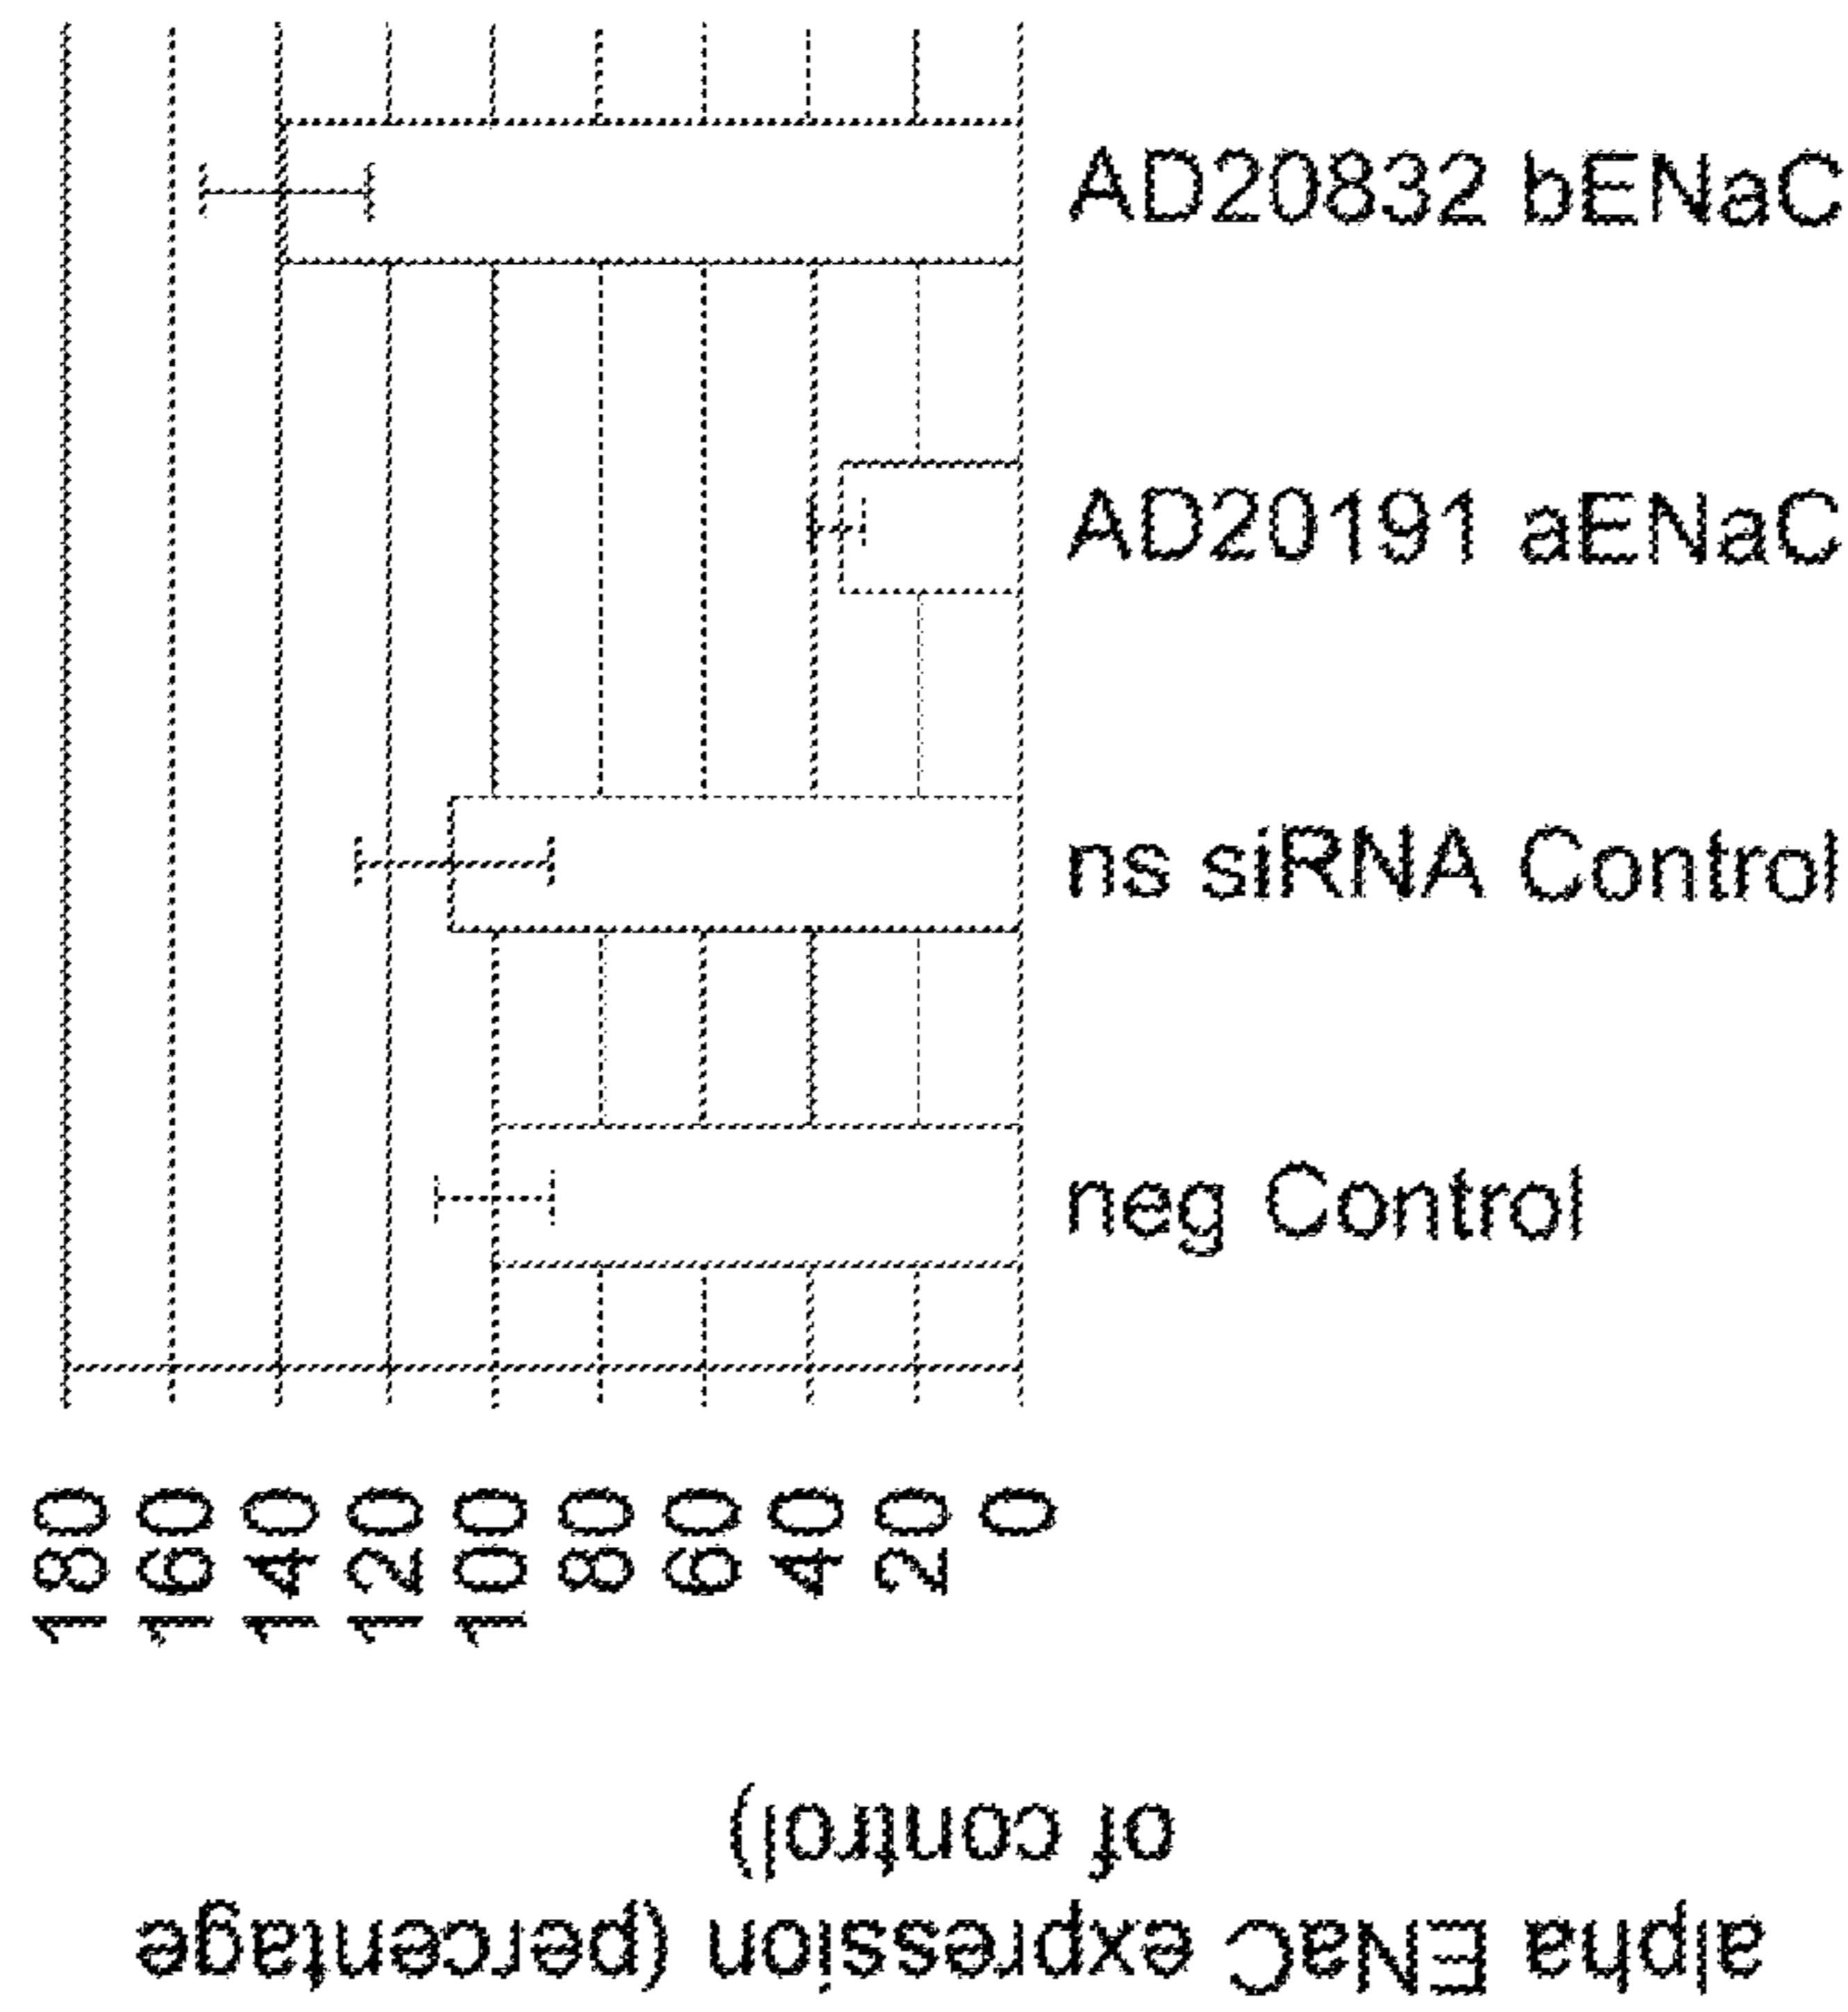 alpha ENaC expression (percentage
of control)
180
160
140
120
100
80
60
40
20
0
neg Control
ns siRNA Control
AD20191 aENaC
AD20832 bENaC